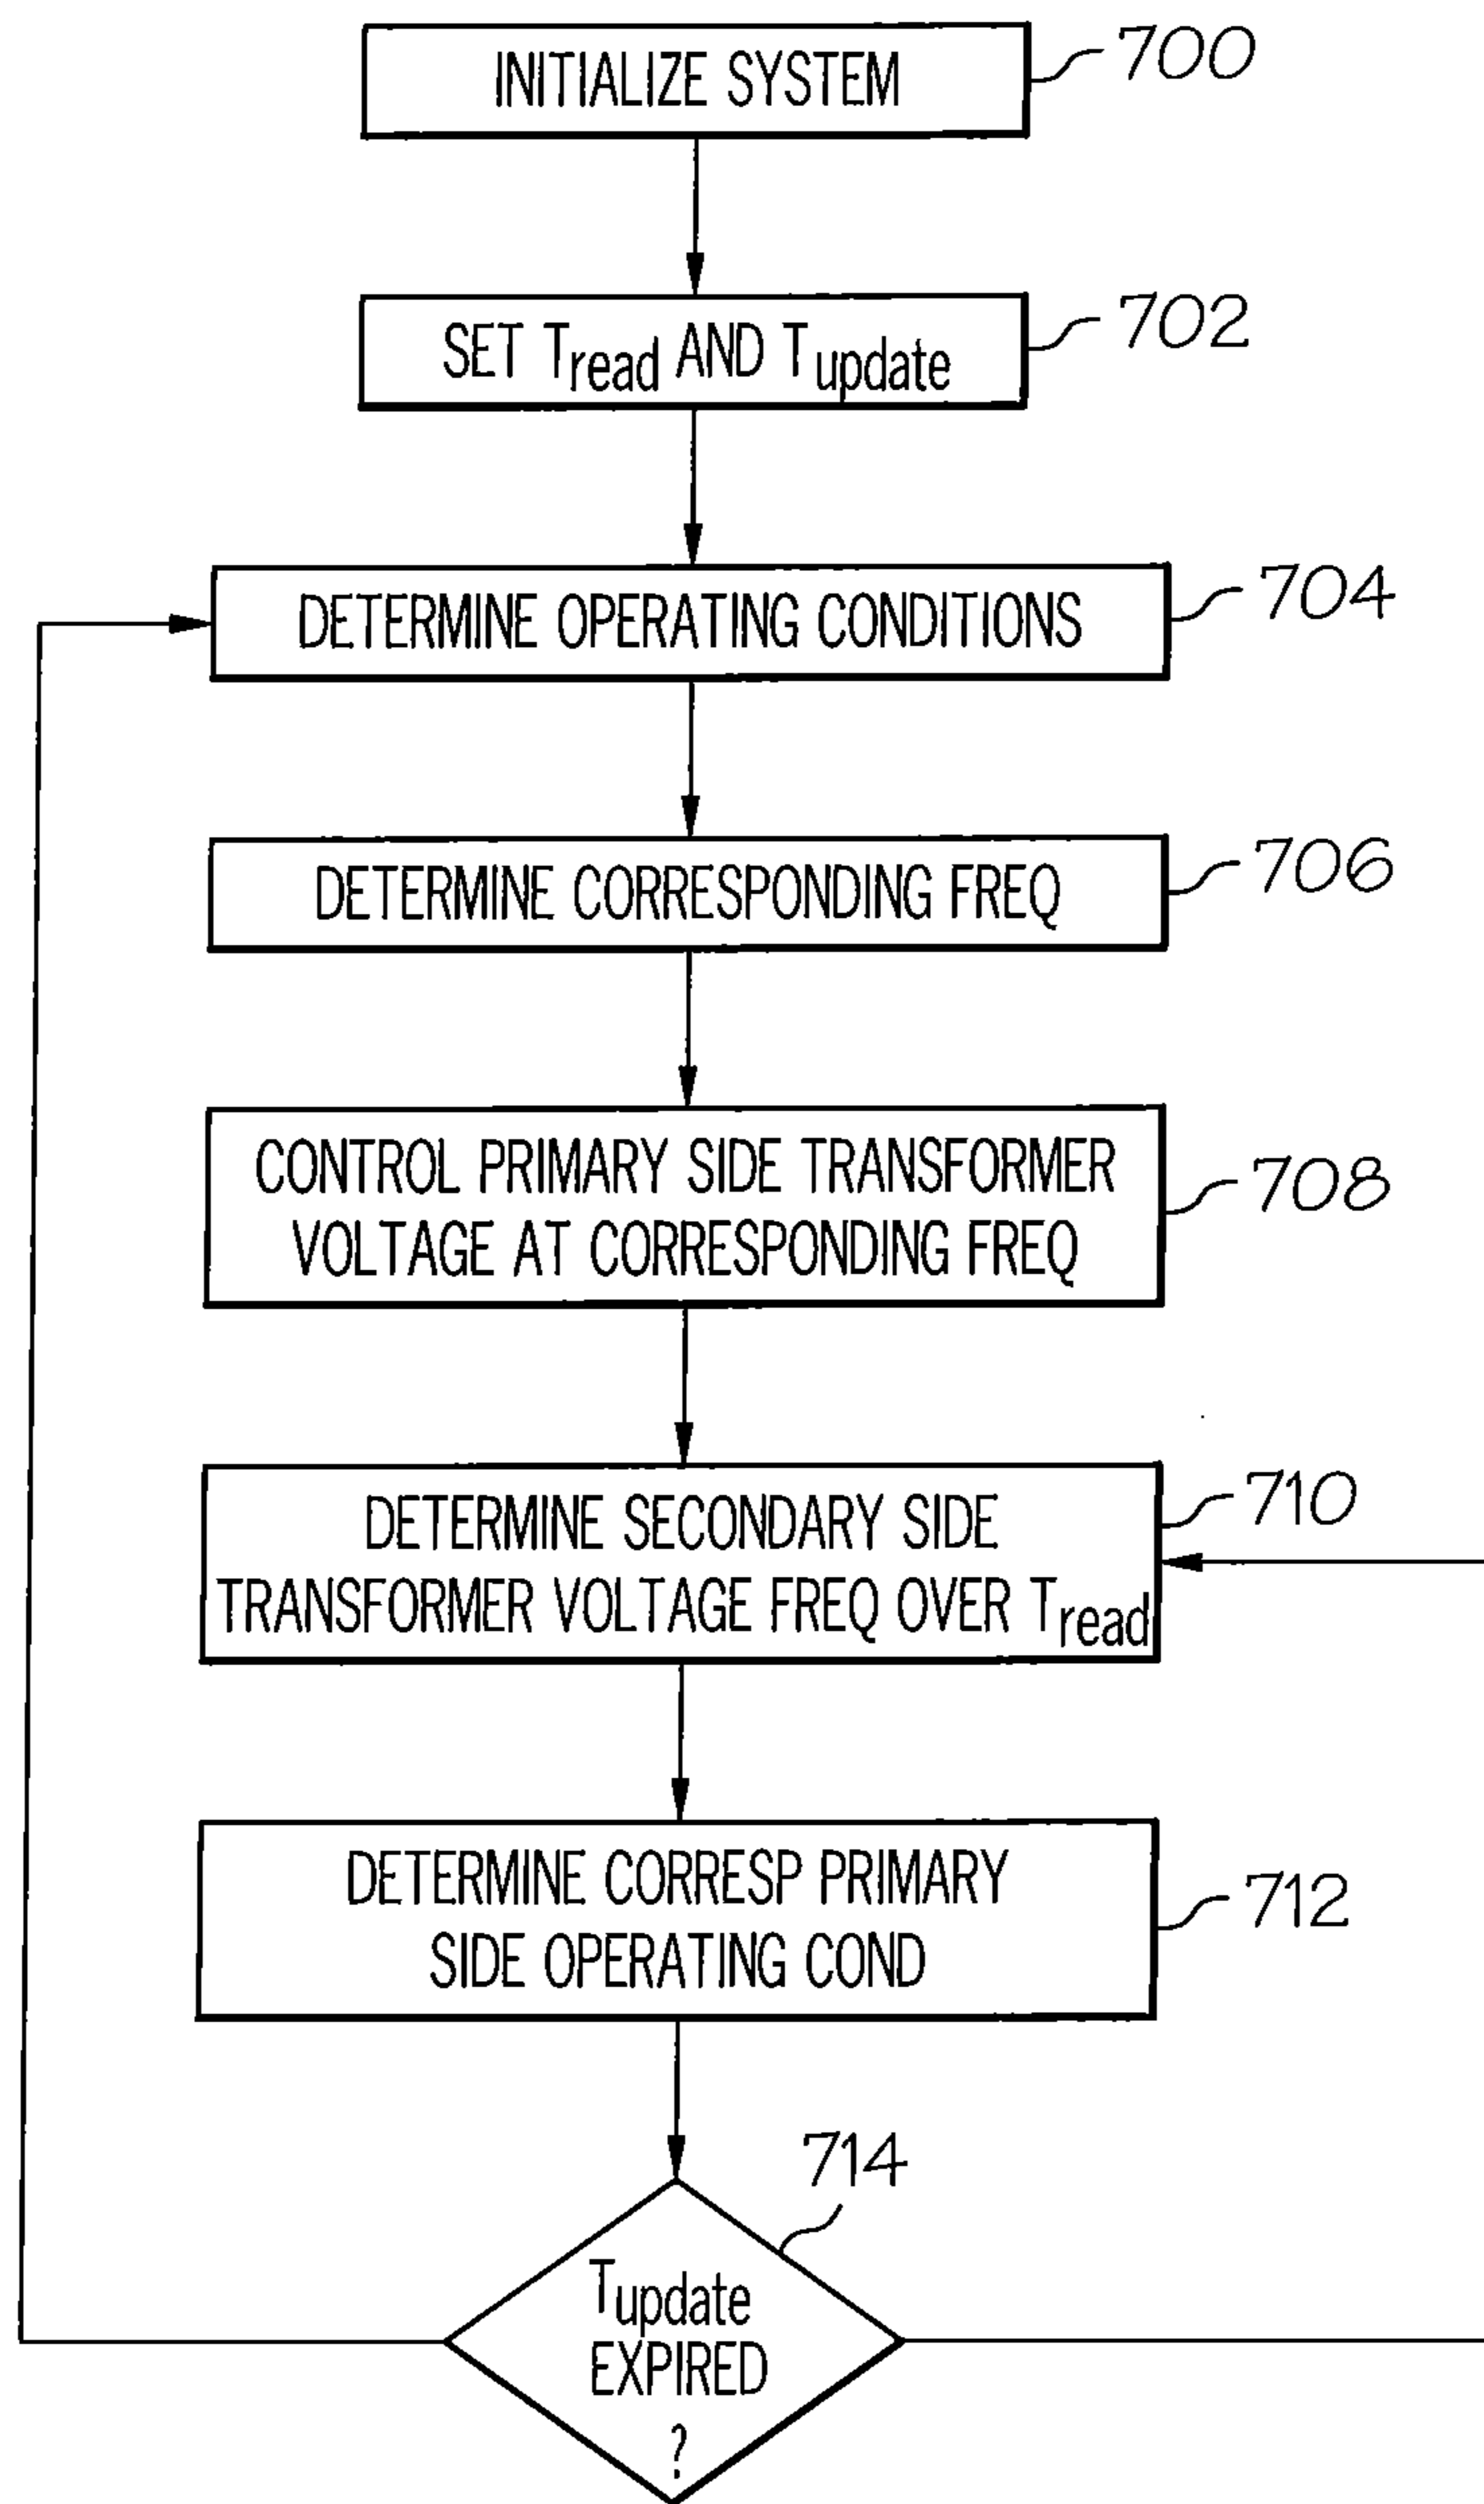 INITIALIZE SYSTEM
700
SET Tread AND Tupdate
702
DETERMINE OPERATING CONDITIONS
704
DETERMINE CORRESPONDING FREQ
706
CONTROL PRIMARY SIDE TRANSFORMER
VOLTAGE AT CORRESPONDING FREQ
708
DETERMINE SECONDARY SIDE
TRANSFORMER VOLTAGE FREQ OVER Tread
710
DETERMINE CORRESP PRIMARY
SIDE OPERATING COND
712
714
Tupdate
EXPIRED
?